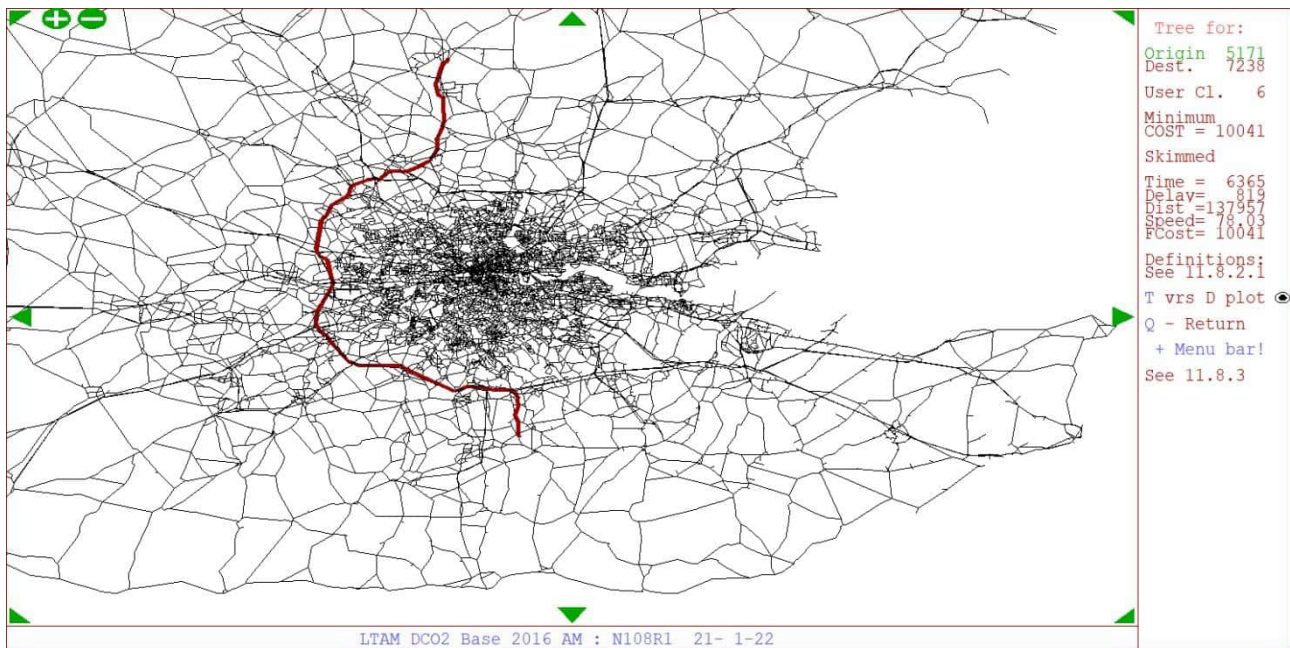 Tree for:
Origin 5171
Dest. 7238
User Cl. 6
Minimum
COST = 10041
Skimmed
Time = 6365
Delay= 819
Dist =137957
Speed= 78.03
FCost= 10041
Definitions:
See 11.8.2.1
T vrs D plot
Q - Return
+ Menu bar!
See 11.8.3
LTAM DCO2 Base 2016 AM : N108R1 21- 1-22